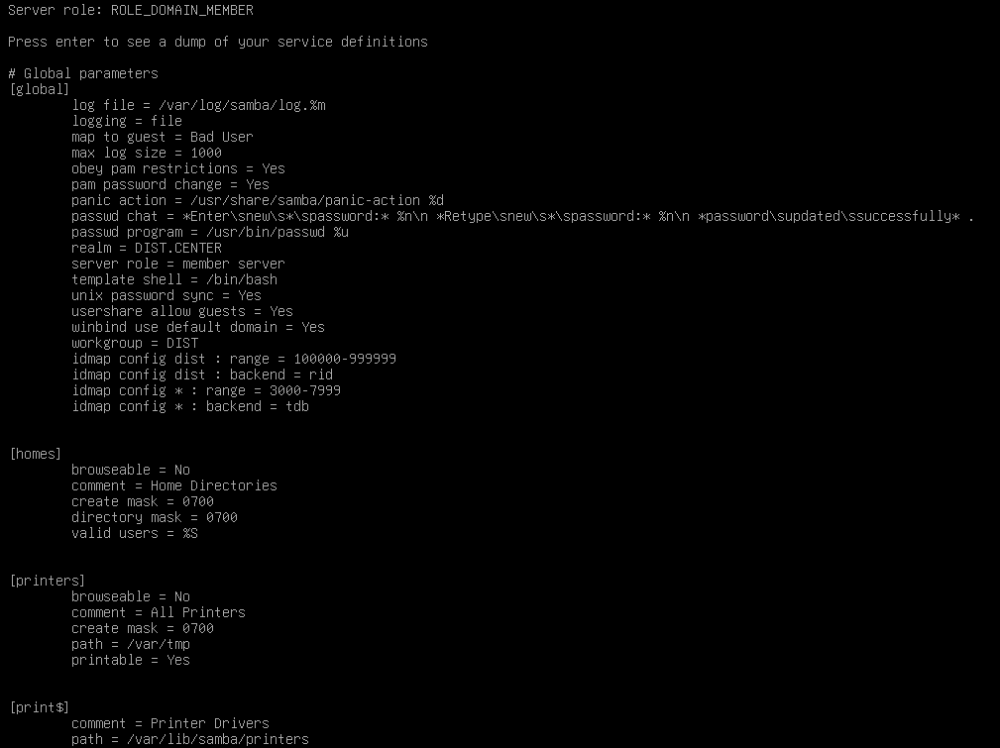 Server role: ROLE_DOMAIN_MEMBER
Press enter to see a dump of your service definitions
# Global parameters
[global]
log file = /var/log/samba/log.%m
logging = file
map to guest = Bad User
max log size = 1000
obey pam restrictions = Yes
pam password change = Yes
panic action = /usr/share/samba/panic-action %d
passwd chat = *Enter\snew\s*\spassword:* %n\n *Retype\snew\s*\spassword:* %n\n *password\supdated\ssuccessfully* .
passwd program = /usr/bin/passwd %u
realm = DIST.CENTER
server role = member server
template shell = /bin/bash
unix password sync = Yes
usershare allow guests = Yes
winbind use default domain = Yes
workgroup = DIST
idmap config dist : range = 100000-999999
idmap config dist : backend = rid
idmap config * : range = 3000-7999
idmap config * : backend = tdb
[homes]
browseable = No
comment = Home Directories
create mask = 0700
directory mask = 0700
valid users = %S
[printers]
browseable = No
comment = All Printers
create mask = 0700
path = /var/tmp
printable = Yes
[print$]
comment = Printer Drivers
path = /var/lib/samba/printers